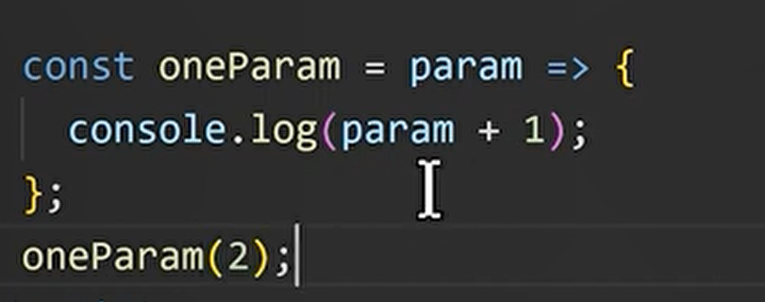 const oneParam = param => {
  console.log(param + 1);
};
oneParam(2);